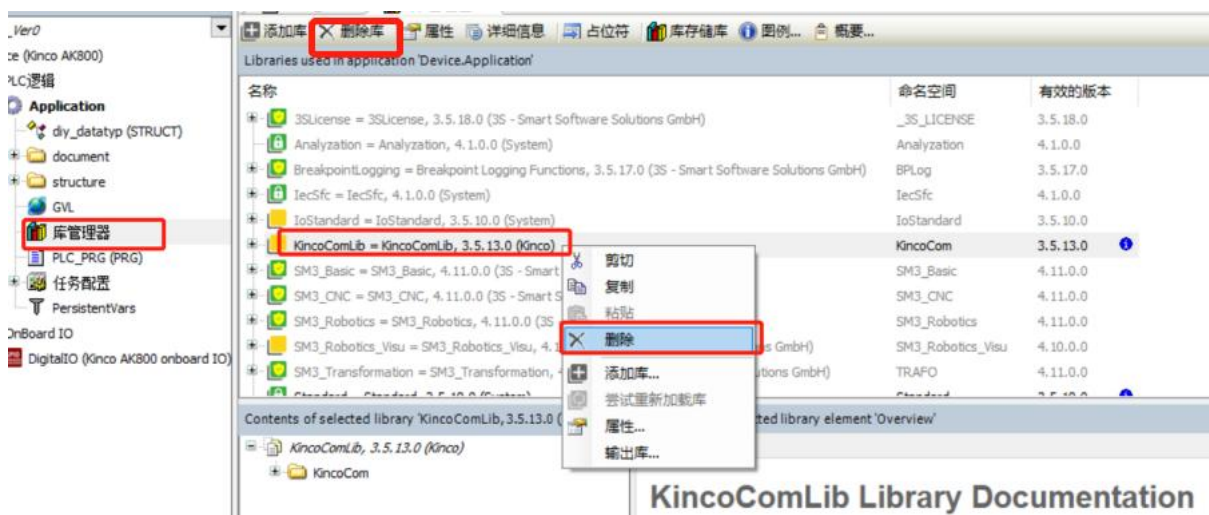 _Ver0
添加库 删除库 属性 详细信息 占位符 库存储库 图例... 概要...
ce (Kinco AK800)
PLC逻辑
Application
diy_datatyp (STRUCT)
document
structure
GVL
库管理器
PLC_PRG (PRG)
任务配置
PersistentVars
OnBoard IO
DigitalIO (Kinco AK800 onboard IO)
Libraries used in application 'Device.Application'
名称 命名空间 有效的版本
3SLicense = 3SLicense, 3.5.18.0 (3S - Smart Software Solutions GmbH) _3S_LICENSE 3.5.18.0
Analyzation = Analyzation, 4.1.0.0 (System) Analyzation 4.1.0.0
BreakpointLogging = Breakpoint Logging Functions, 3.5.17.0 (3S - Smart Software Solutions GmbH) BPLog 3.5.17.0
IecSfc = IecSfc, 4.1.0.0 (System) IecSfc 4.1.0.0
IoStandard = IoStandard, 3.5.10.0 (System) IoStandard 3.5.10.0
KincoComLib = KincoComLib, 3.5.13.0 (Kinco) KincoCom 3.5.13.0
SM3_Basic = SM3_Basic, 4.11.0.0 (3S - Smart SM3_Basic 4.11.0.0
SM3_CNC = SM3_CNC, 4.11.0.0 (3S - Smart S SM3_CNC 4.11.0.0
SM3_Robotics = SM3_Robotics, 4.11.0.0 (3S SM3_Robotics 4.11.0.0
SM3_Robotics_Visu = SM3_Robotics_Visu, 4.1 s GmbH) SM3_Robotics_Visu 4.10.0.0
SM3_Transformation = SM3_Transformation, utions GmbH) TRAFO 4.11.0.0
剪切
复制
粘贴
删除
添加库...
尝试重新加载库
属性...
输出库...
Contents of selected library 'KincoComLib, 3.5.13.0 ( ted library element 'Overview'
KincoComLib, 3.5.13.0 (Kinco)
KincoCom
KincoComLib Library Documentation